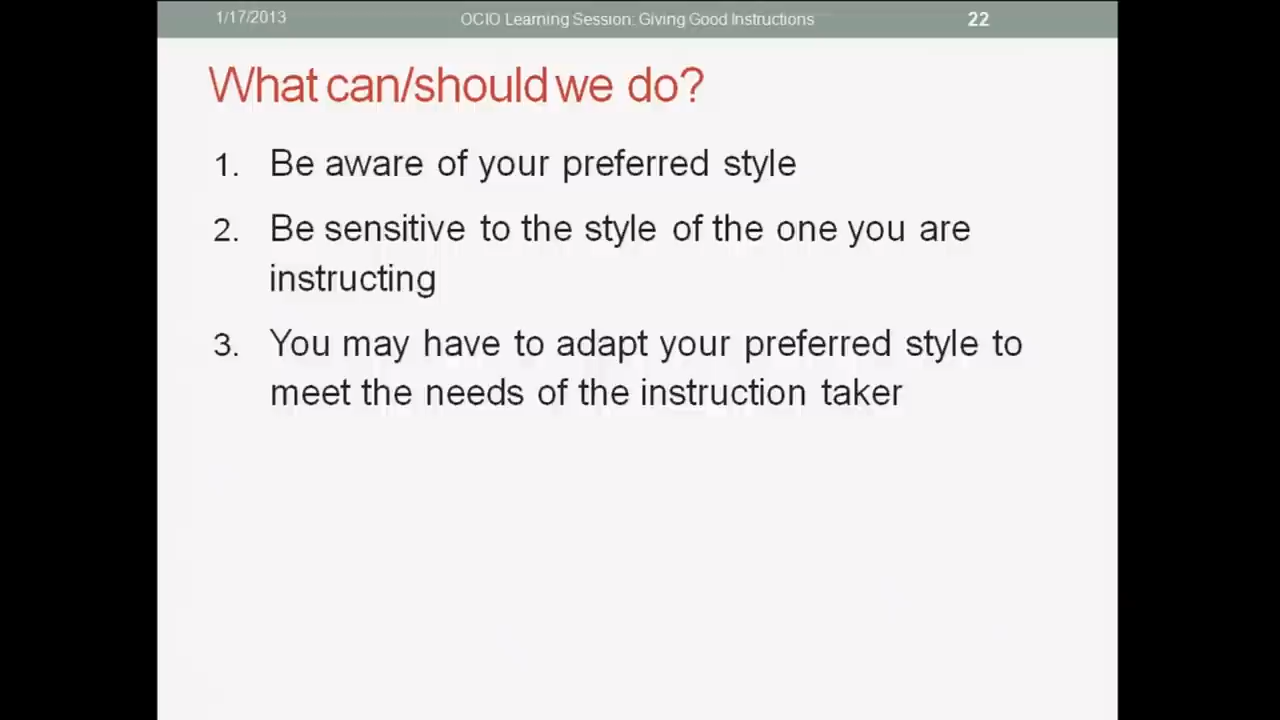 1/17/2013 OCIO Learning Session: Giving Good Instructions 22
What can/should we do?
1. Be aware of your preferred style
2. Be sensitive to the style of the one you are
instructing
3. You may have to adapt your preferred style to
meet the needs of the instruction taker